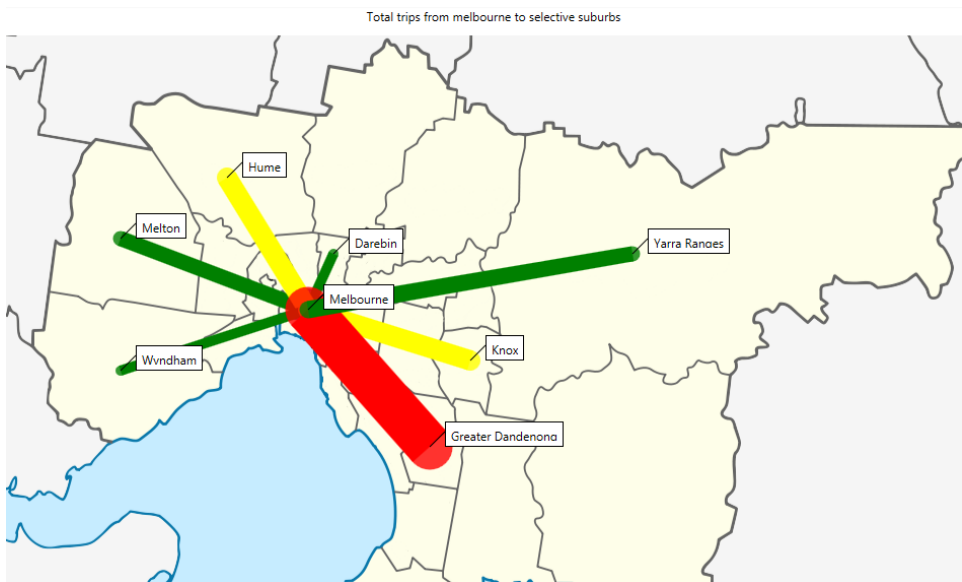 Total trips from melbourne to selective suburbs
Hume
Melton
Darebin
Yarra Ranges
Melbourne
Knox
Wyndham
Greater Dandenong